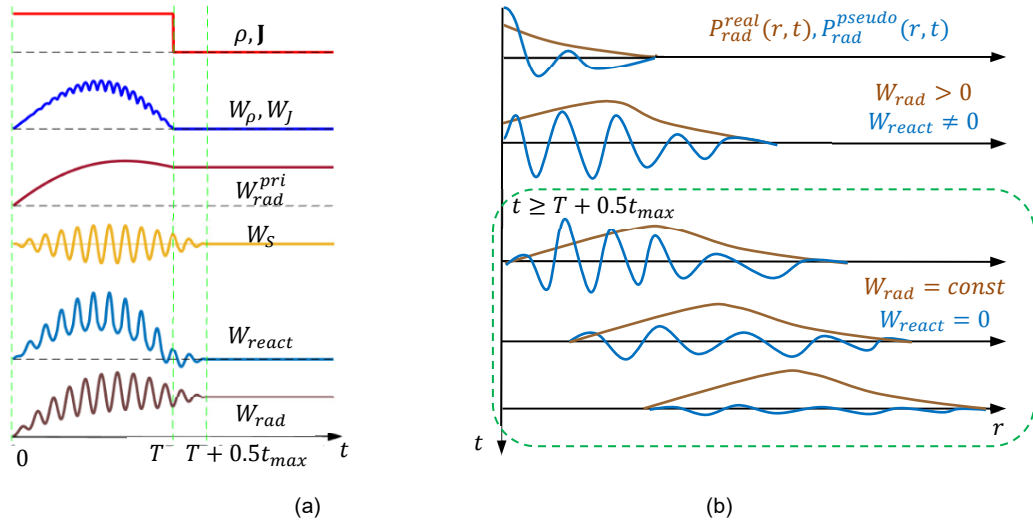 ρ, J
W_ρ, W_J
W_rad^pri
W_S
W_react
W_rad
0
T
T + 0.5t_max
t
(a)
P_rad^real(r, t), P_rad^pseudo(r, t)
W_rad > 0
W_react ≠ 0
t ≥ T + 0.5t_max
W_rad = const
W_react = 0
r
t
(b)